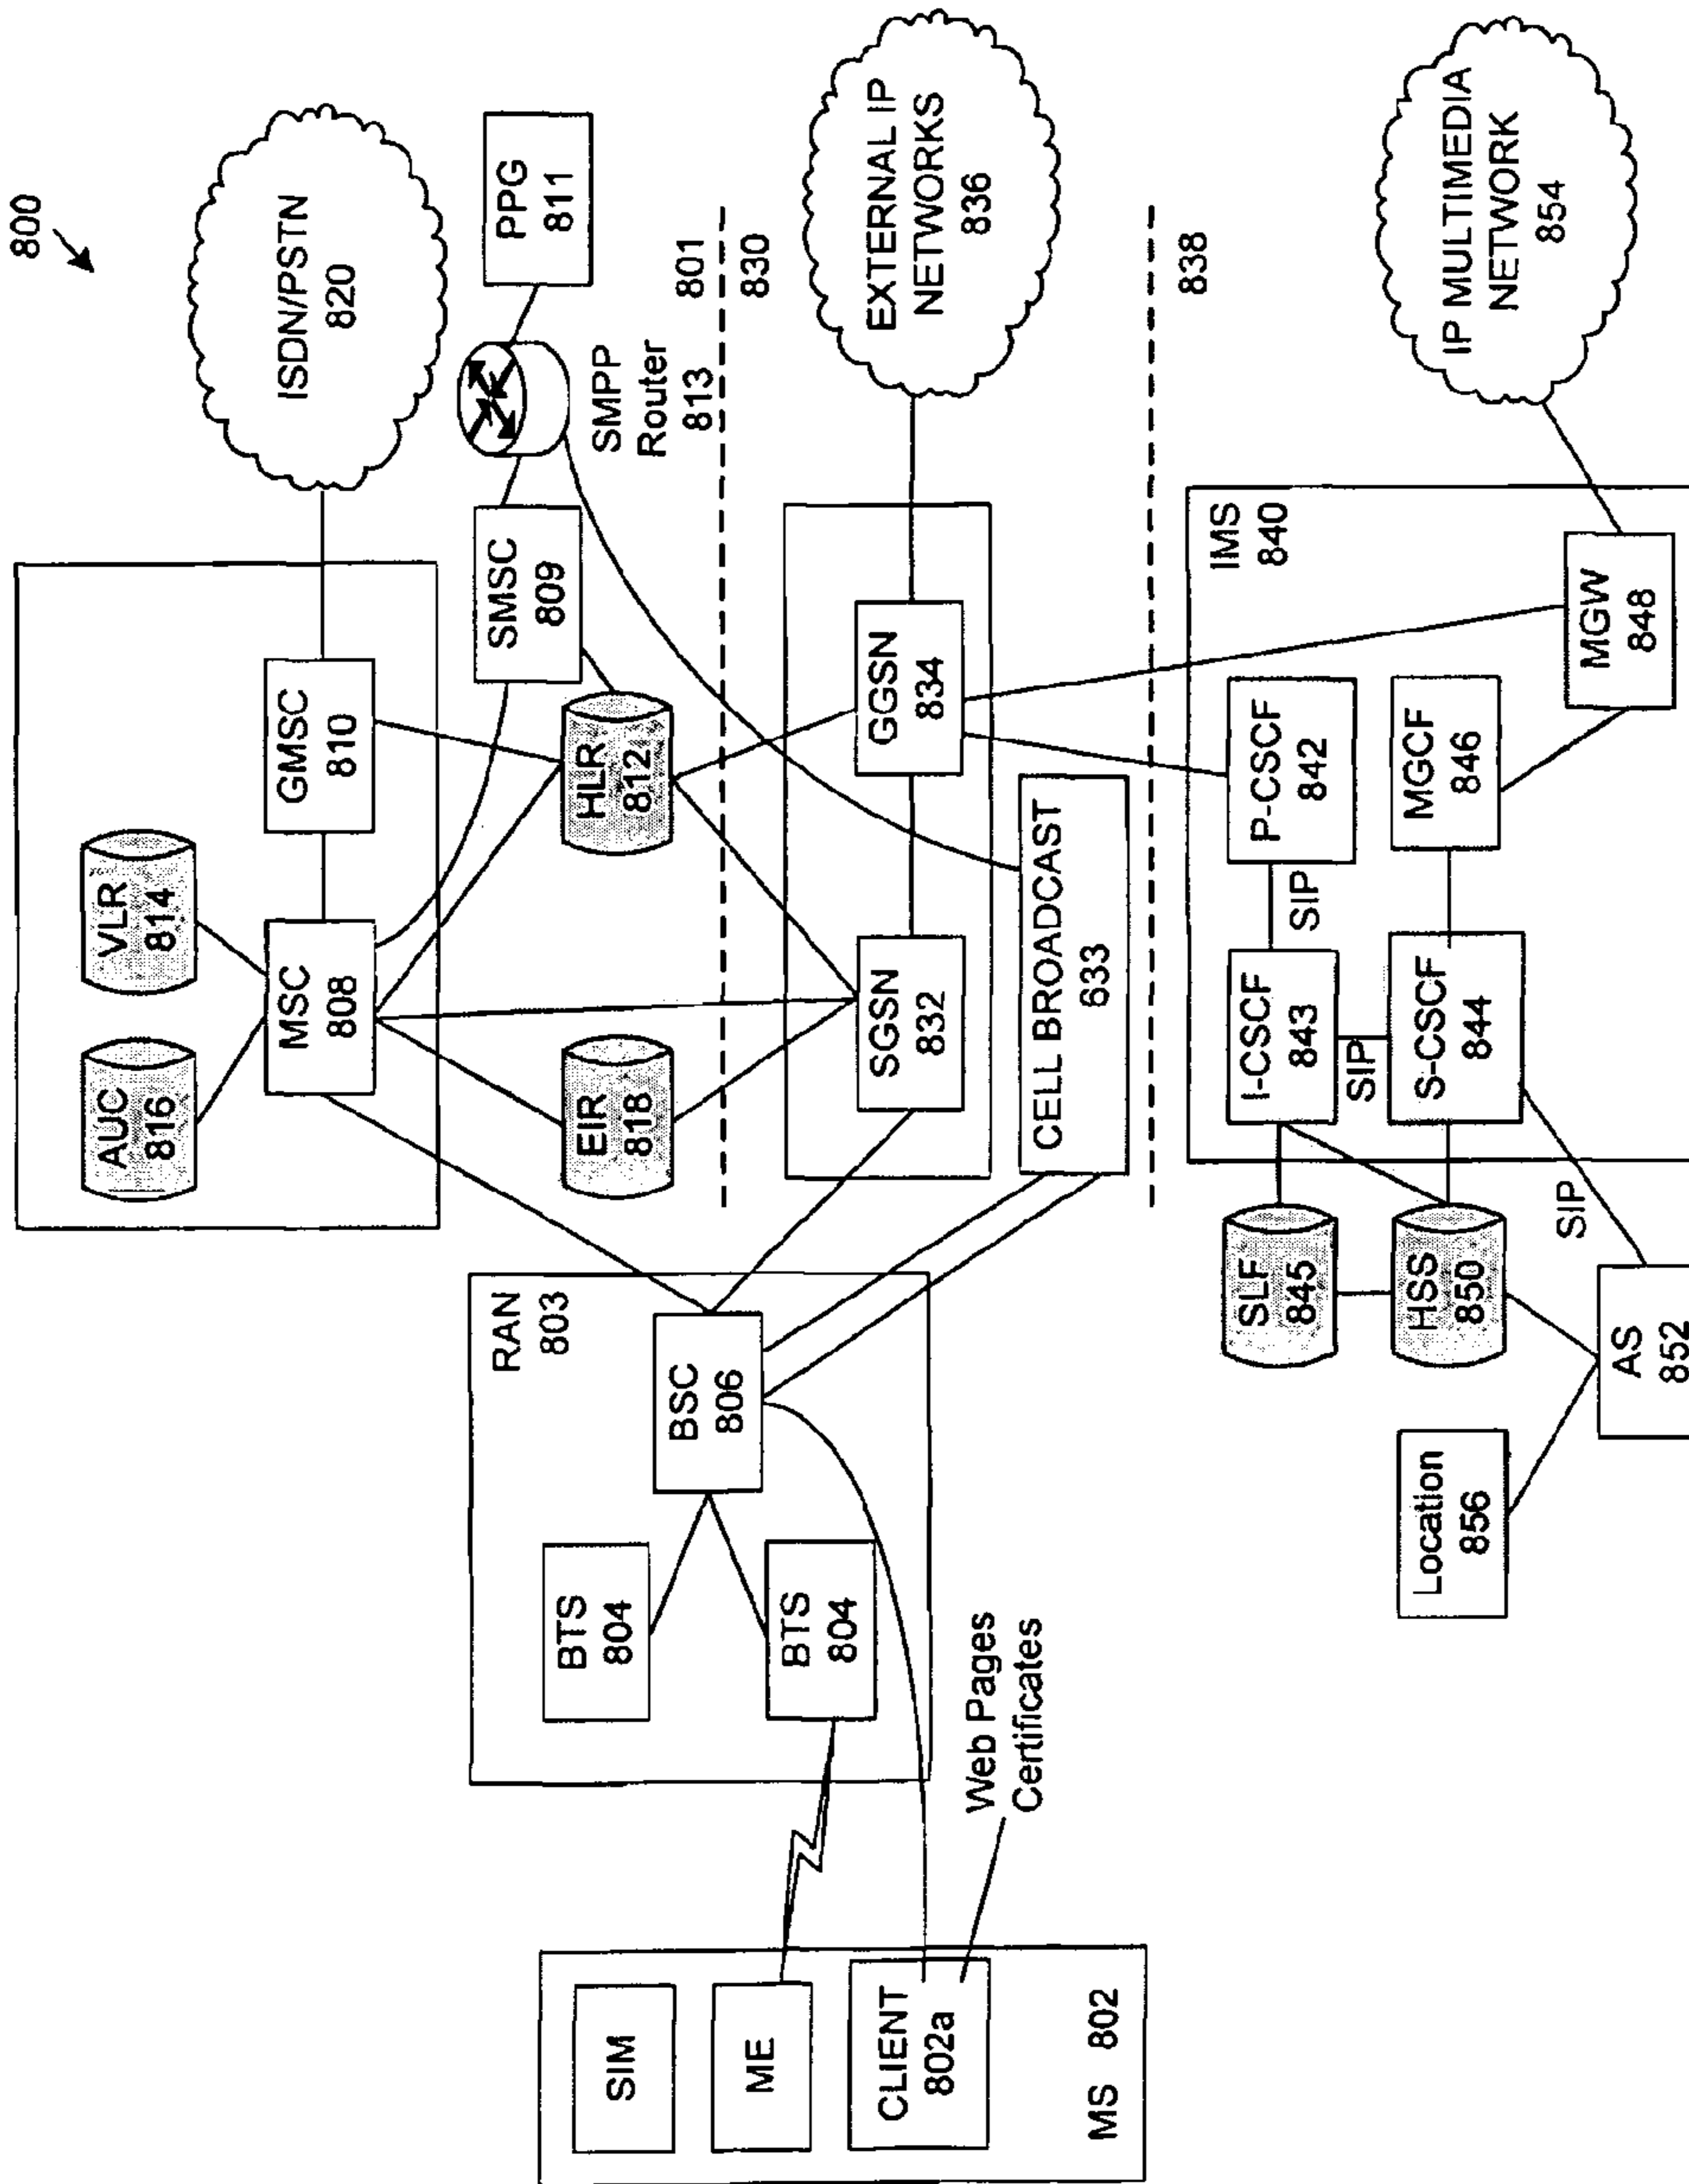 800
ISDN/PSTN
820
PPG
811
SMPP
Router
813
801
830
VLR
814
AUC
816
MSC
808
GMSC
810
SMSC
809
HLR
812
EIR
818
EXTERNAL IP
NETWORKS
836
GGSN
834
SGSN
832
CELL BROADCAST
633
838
RAN
803
BSC
806
BTS
804
BTS
804
SIM
ME
CLIENT
802a
MS 802
Web Pages
Certificates
IP MULTIMEDIA
NETWORK
854
IMS
840
P-CSCF
842
SIP
I-CSCF
843
SIP
MGCF
846
MGW
848
S-CSCF
844
SLF
845
HSS
850
SIP
AS
852
Location
856